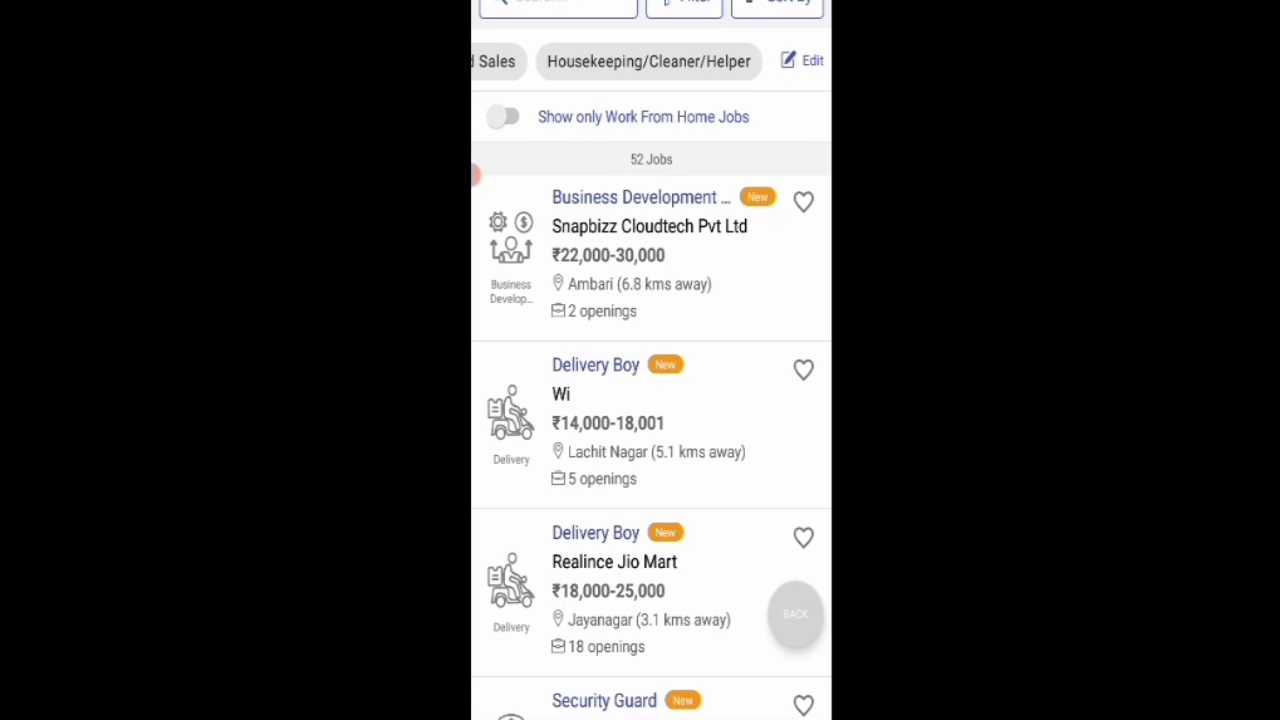 Sales
Housekeeping/Cleaner/Helper
Edit
Show only Work From Home Jobs
52 Jobs
Business Development ...
New
Snapbizz Cloudtech Pvt Ltd
₹22,000-30,000
Ambari (6.8 kms away)
2 openings
Business
Develop...
Delivery Boy
New
Wi
₹14,000-18,001
Lachit Nagar (5.1 kms away)
5 openings
Delivery
Delivery Boy
New
Realince Jio Mart
₹18,000-25,000
Jayanagar (3.1 kms away)
18 openings
Delivery
BACK
Security Guard
New